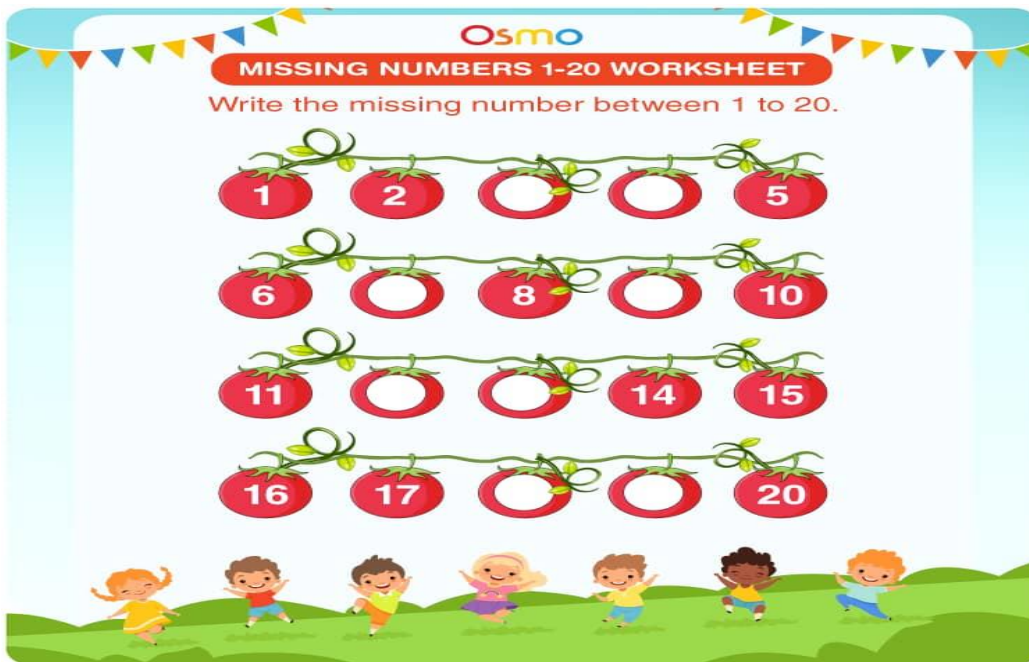 Osmo
MISSING NUMBERS 1-20 WORKSHEET
Write the missing number between 1 to 20.
1 2 5
6 8 10
11 14 15
16 17 20